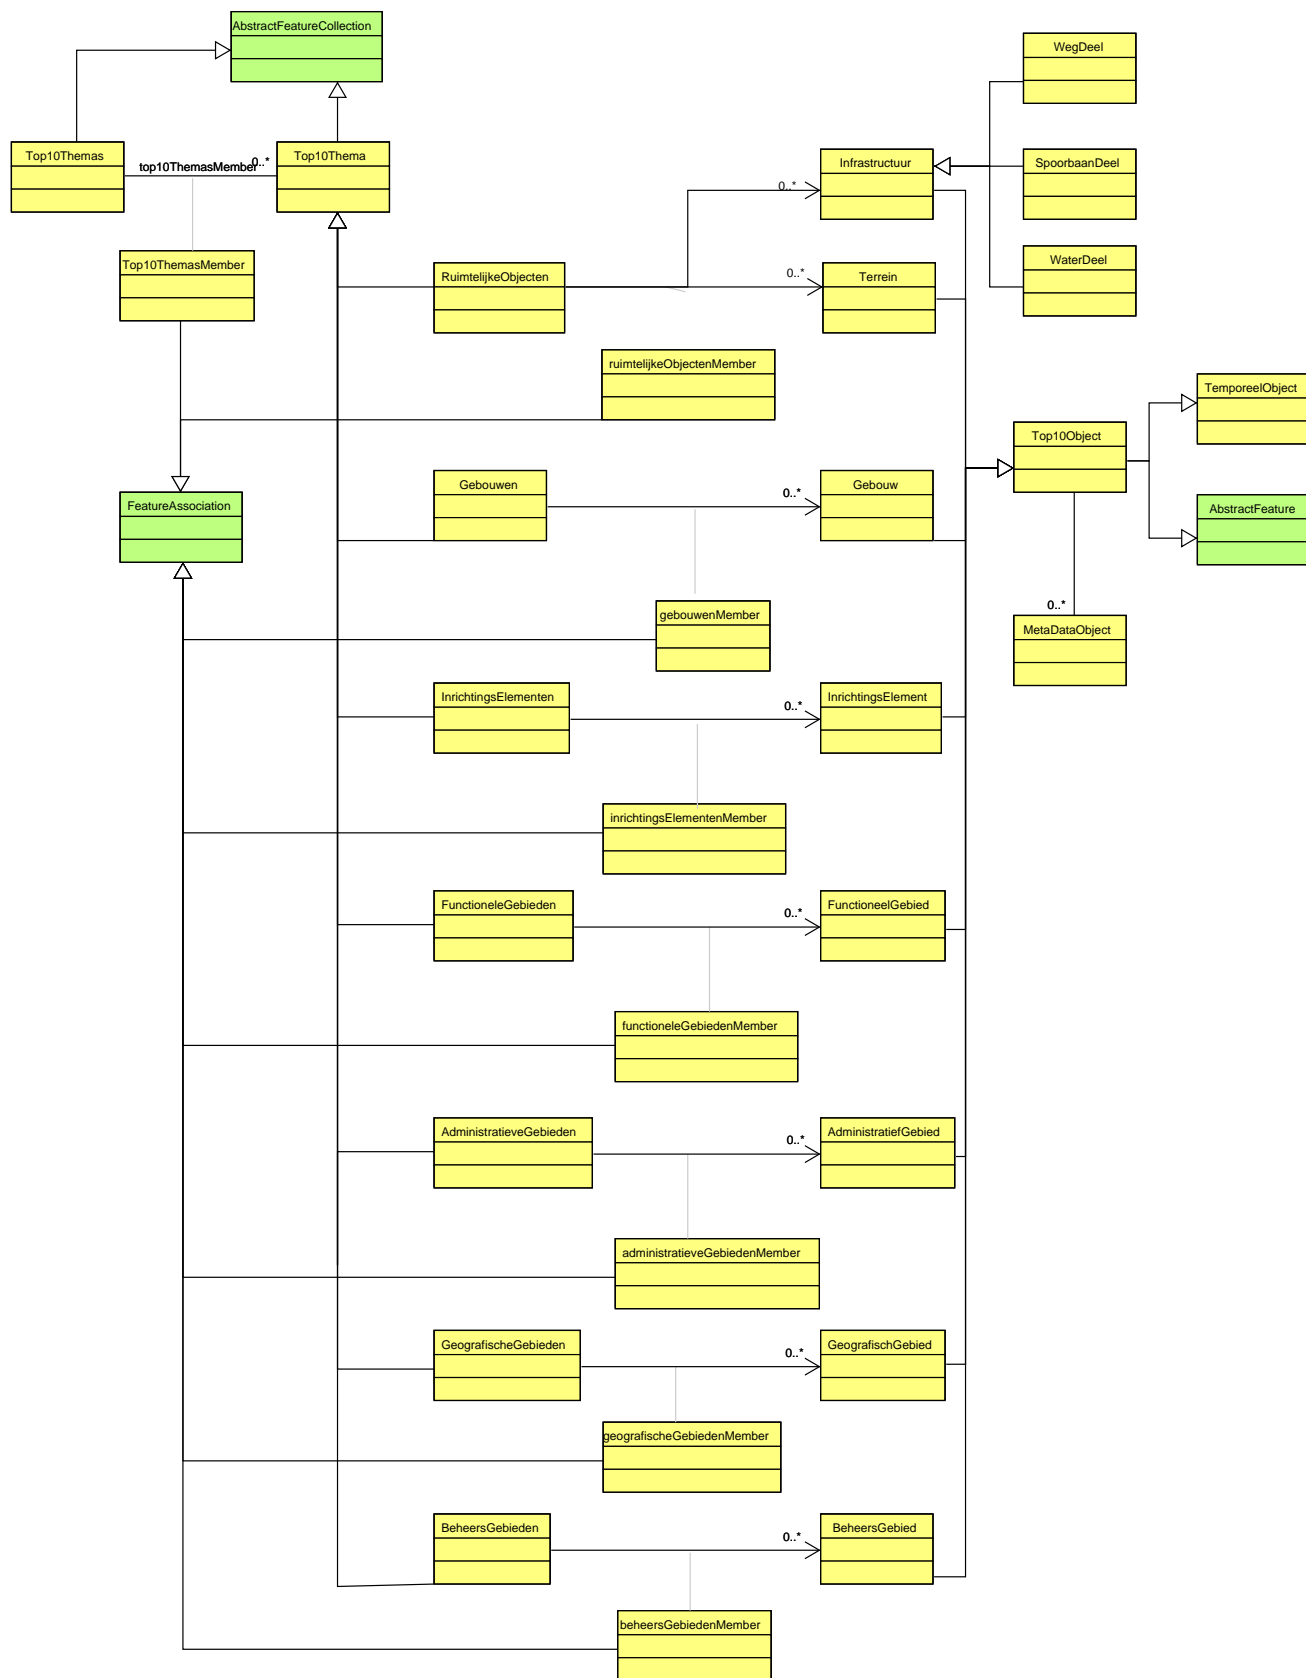 AbstractFeatureCollection
WegDeel
Top10Themas
top10ThemasMember
0..*
Top10Thema
Infrastructuur
SpoorbaanDeel
0..*
Top10ThemasMember
RuimtelijkeObjecten
0..*
Terrein
WaterDeel
ruimtelijkeObjectenMember
TemporeelObject
Top10Object
FeatureAssociation
Gebouwen
0..*
Gebouw
AbstractFeature
0..*
gebouwenMember
MetaDataObject
InrichtingsElementen
0..*
InrichtingsElement
inrichtingsElementenMember
FunctioneleGebieden
0..*
FunctioneelGebied
functioneleGebiedenMember
AdministratieveGebieden
0..*
AdministratiefGebied
administratieveGebiedenMember
GeografischeGebieden
0..*
GeografischGebied
geografischeGebiedenMember
BeheersGebieden
0..*
BeheersGebied
beheersGebiedenMember